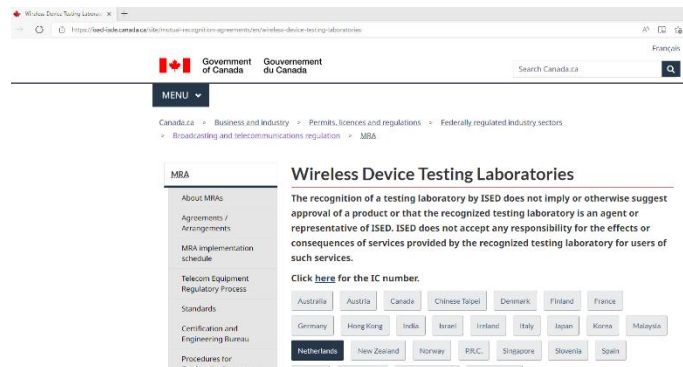 Wireless Device Testing Laborator
https://ised-isde.canada.ca/site/mutual-recognition-agreements/en/wireless-device-testing-laboratories
Français
Government Gouvernement
of Canada du Canada
Search Canada.ca
MENU
Canada.ca > Business and industry > Permits, licences and regulations > Federally regulated industry sectors
> Broadcasting and telecommunications regulation > MRA
MRA
About MRAs
Agreements /
Arrangements
MRA implementation
schedule
Telecom Equipment
Regulatory Process
Standards
Certification and
Engineering Bureau
Procedures for
Wireless Device Testing Laboratories
The recognition of a testing laboratory by ISED does not imply or otherwise suggest
approval of a product or that the recognized testing laboratory is an agent or
representative of ISED. ISED does not accept any responsibility for the effects or
consequences of services provided by the recognized testing laboratory for users of
such services.
Click here for the IC number.
Australia Austria Canada Chinese Taipei Denmark Finland France
Germany Hong Kong India Israel Ireland Italy Japan Korea Malaysia
Netherlands New Zealand Norway P.R.C. Singapore Slovenia Spain